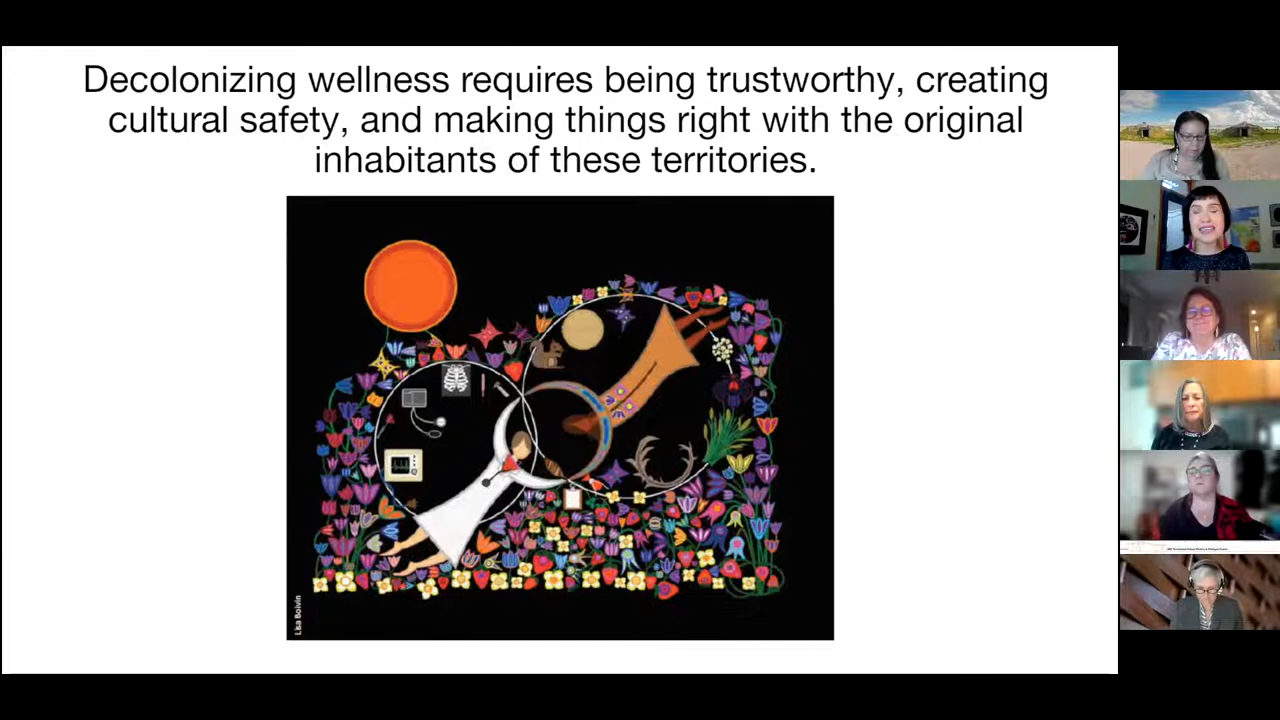 Decolonizing wellness requires being trustworthy, creating
cultural safety, and making things right with the original
inhabitants of these territories.
Lisa Boivin